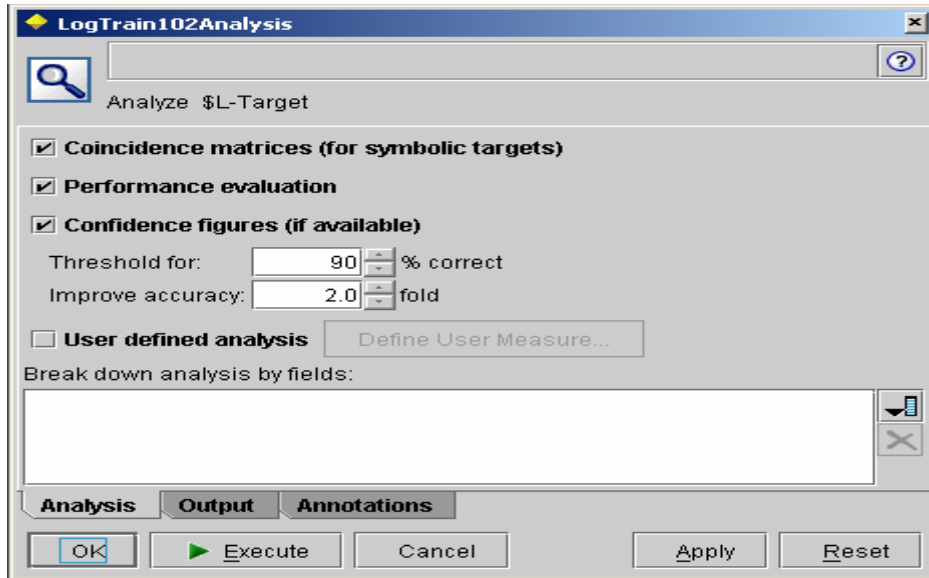 LogTrain102Analysis
Analyze $L-Target
Coincidence matrices (for symbolic targets)
Performance evaluation
Confidence figures (if available)
Threshold for: 90 % correct
Improve accuracy: 2.0 fold
User defined analysis Define User Measure...
Break down analysis by fields:
Analysis Output Annotations
OK Execute Cancel Apply Reset